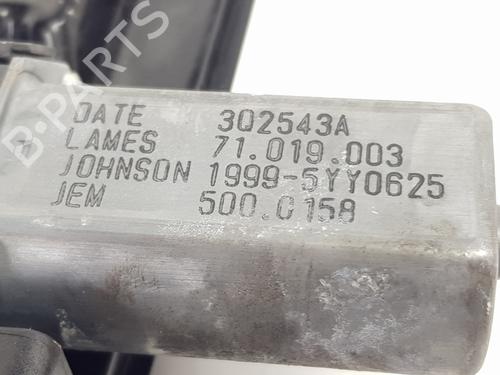 DATE 3Q2543A
LAMES 71.019.003
JOHNSON 1999-5YY0625
JEM 500.0158
B-PARTS